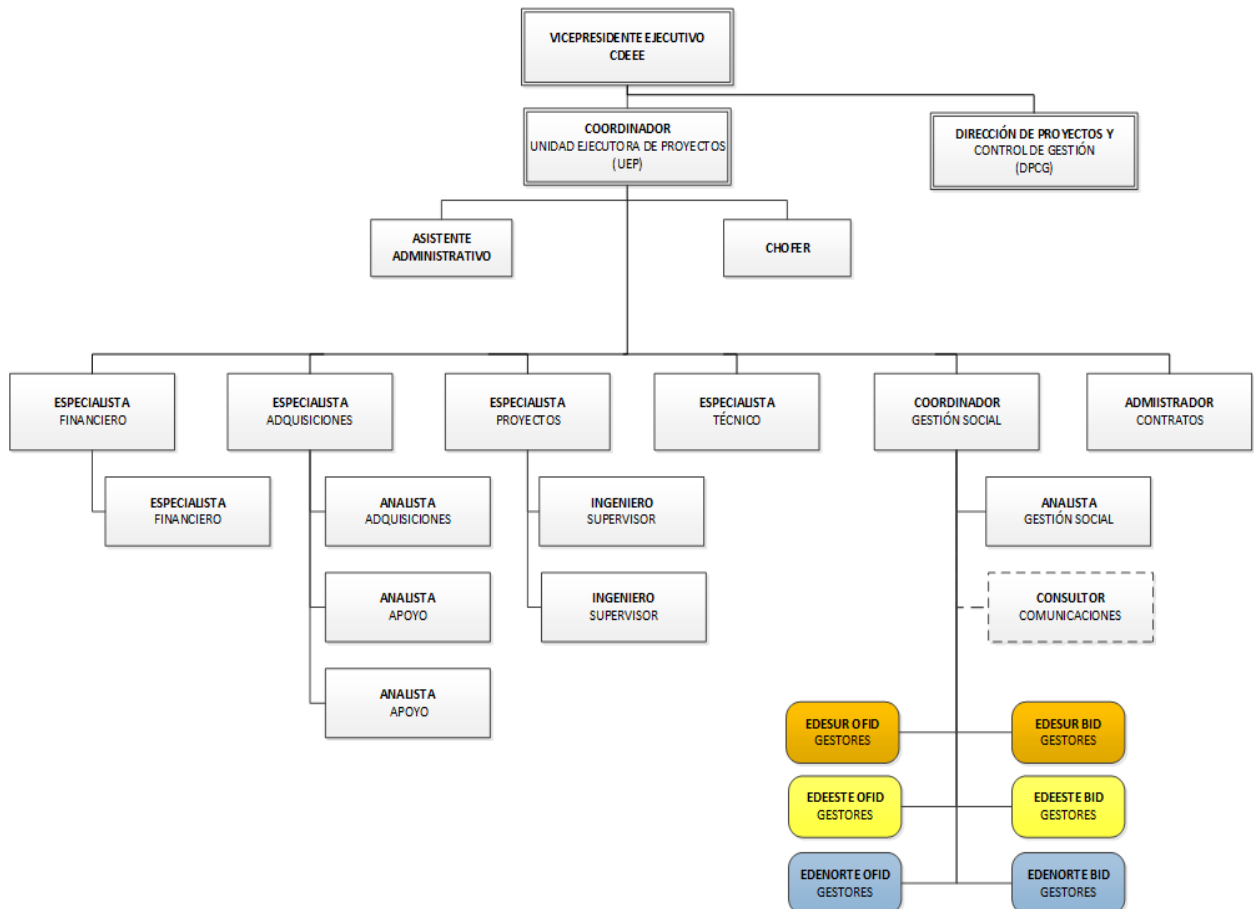 VICEPRESIDENTE EJECUTIVO
CDEEE
COORDINADOR
UNIDAD EJECUTORA DE PROYECTOS
(UEP)
DIRECCIÓN DE PROYECTOS Y
CONTROL DE GESTIÓN
(DPCG)
ASISTENTE
ADMINISTRATIVO
CHOFER
ESPECIALISTA
FINANCIERO
ESPECIALISTA
ADQUISICIONES
ESPECIALISTA
PROYECTOS
ESPECIALISTA
TÉCNICO
COORDINADOR
GESTIÓN SOCIAL
ADMIISTRADOR
CONTRATOS
ESPECIALISTA
FINANCIERO
ANALISTA
ADQUISICIONES
INGENIERO
SUPERVISOR
ANALISTA
GESTIÓN SOCIAL
ANALISTA
APOYO
INGENIERO
SUPERVISOR
CONSULTOR
COMUNICACIONES
ANALISTA
APOYO
EDESUR OFID
GESTORES
EDESUR BID
GESTORES
EDEESTE OFID
GESTORES
EDEESTE BID
GESTORES
EDENORTE OFID
GESTORES
EDENORTE BID
GESTORES